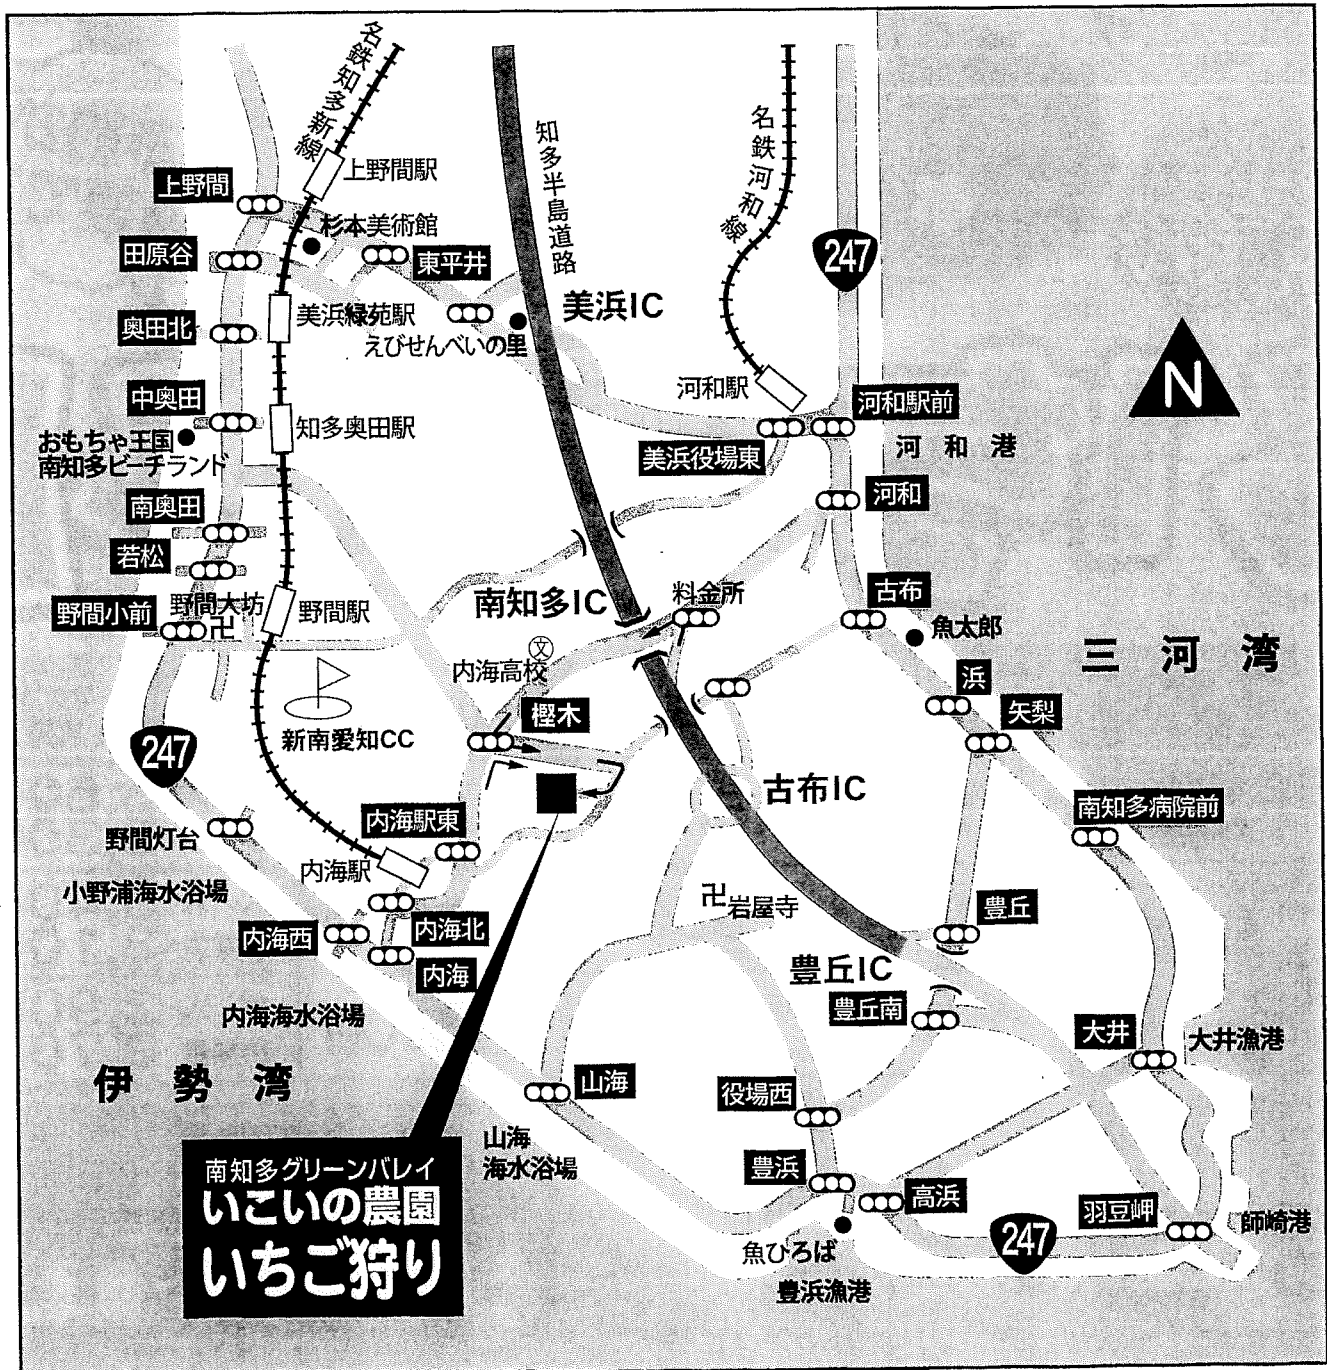 名鉄知多新線
知多半島道路
名鉄河和線
上野間駅
上野間
杉本美術館
田原谷
東平井
247
美浜IC
奥田北
美浜緑苑駅
えびせんべいの里
N
河和駅
中奥田
知多奥田駅
河和駅前
おもちゃ王国
南知多ビーチランド
美浜役場東
河和港
南奥田
河和
若松
南知多IC
料金所
古布
野間小前
野間大坊
卍
野間駅
魚太郎
三河湾
文
内海高校
浜
樫木
矢梨
新南愛知CC
247
古布IC
南知多病院前
内海駅東
野間灯台
内海駅
小野浦海水浴場
卍岩屋寺
豊丘
内海西
内海北
内海
豊丘IC
内海海水浴場
豊丘南
大井
大井漁港
伊勢湾
山海
役場西
山海
海水浴場
豊浜
高浜
羽豆岬
師崎港
247
魚ひろば
豊浜漁港
南知多グリーンバレイ
いこいの農園
いちご狩り